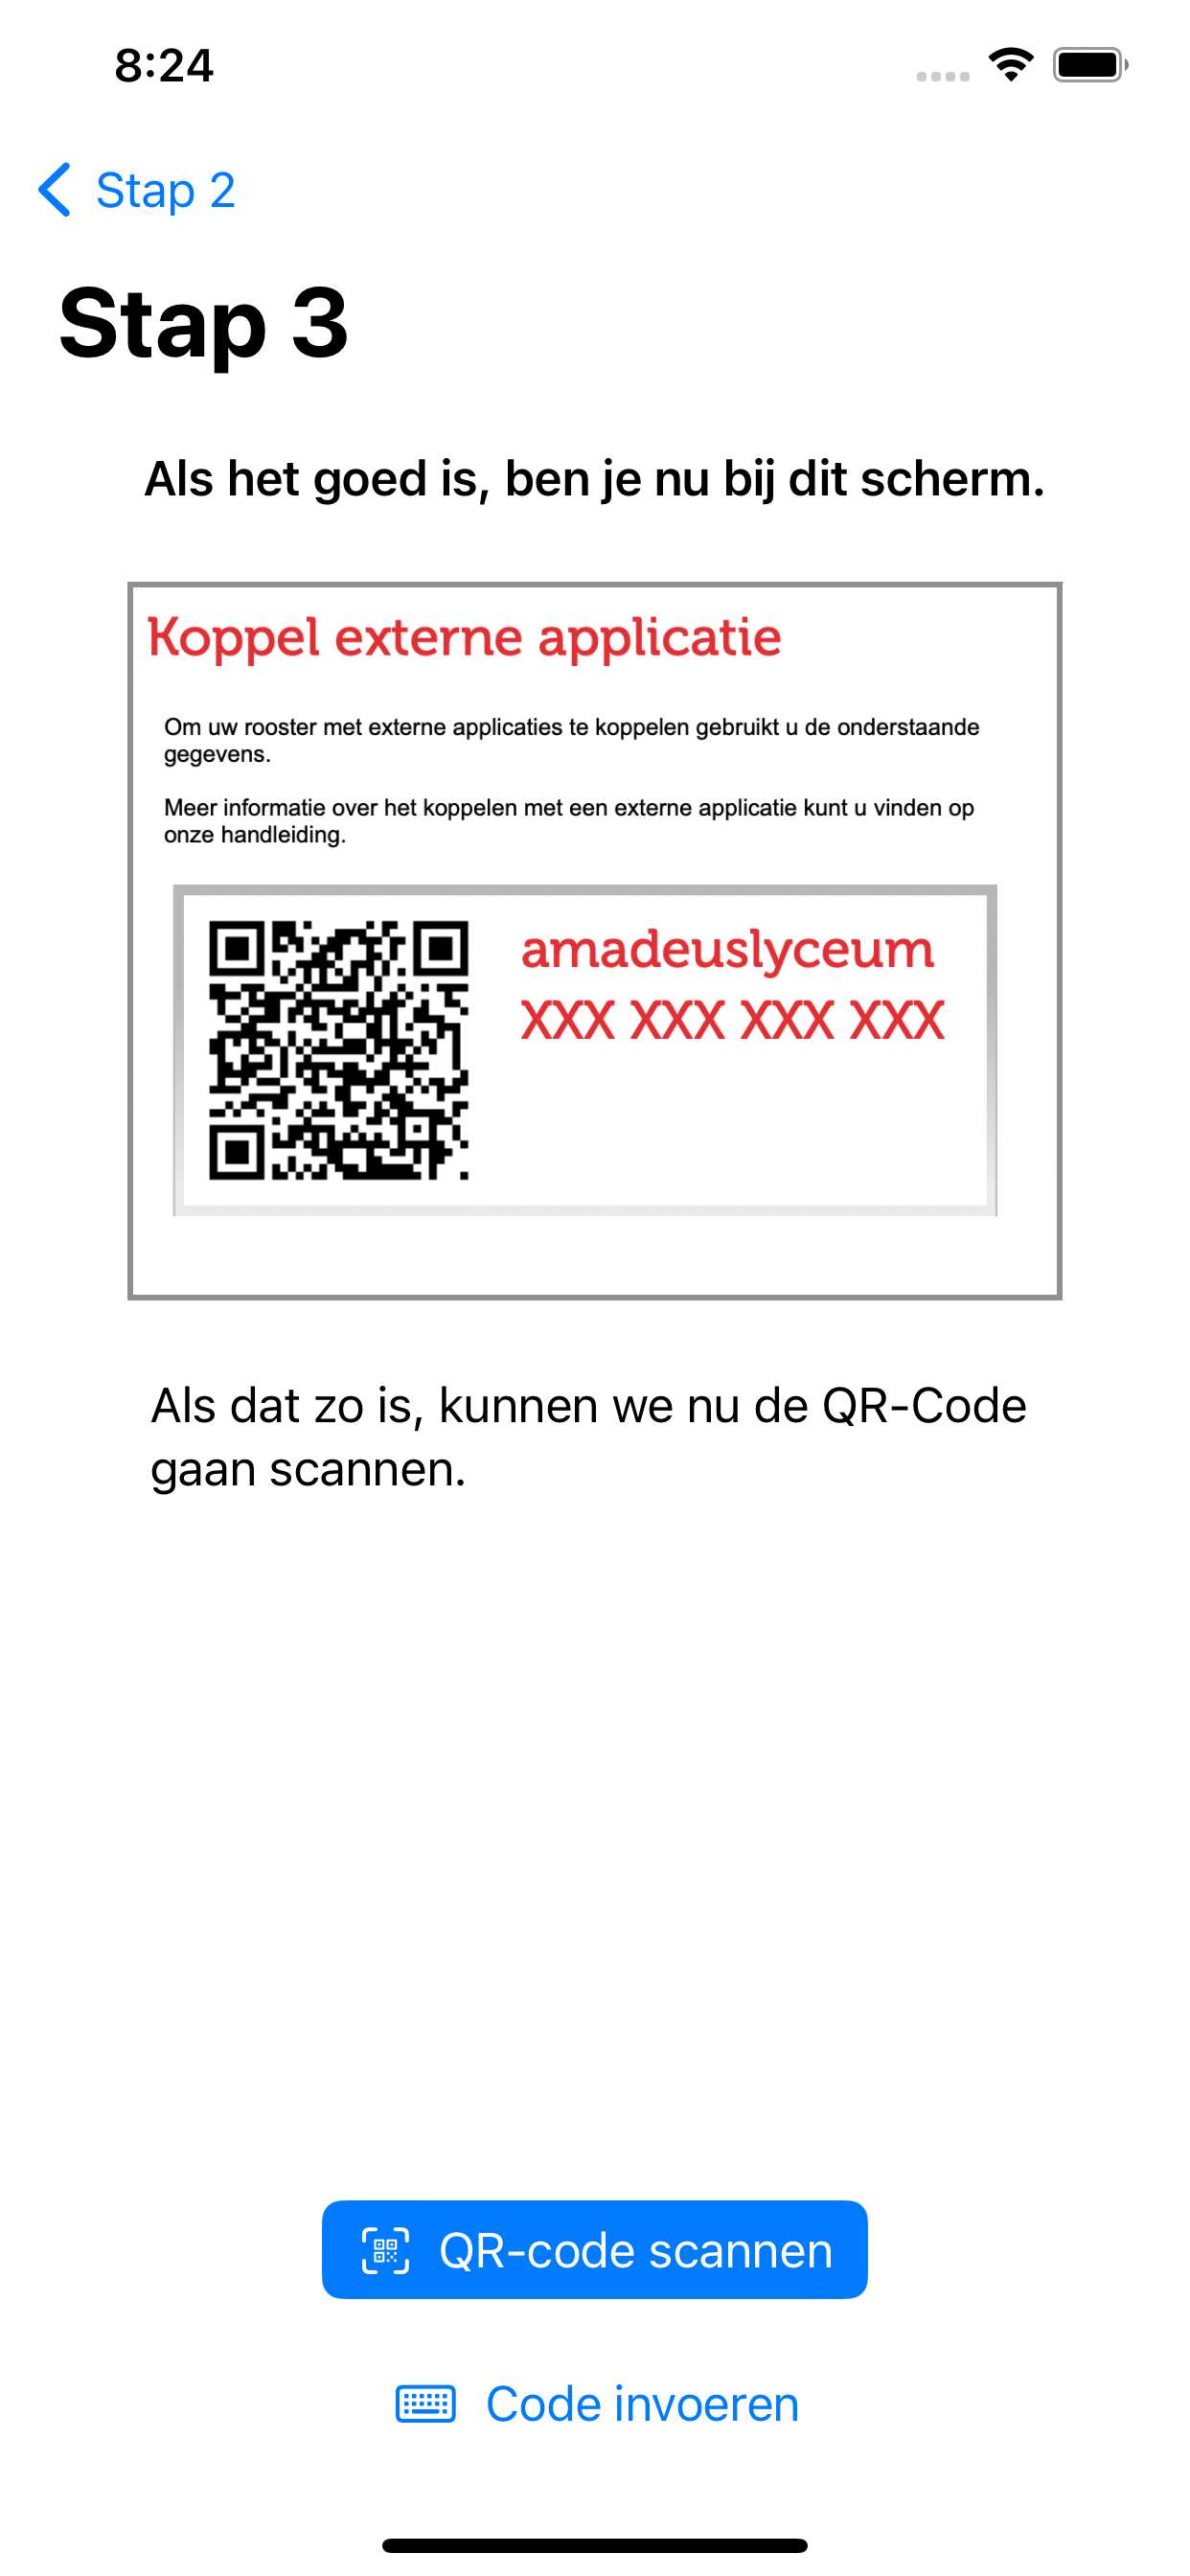 8:24
Stap 2
Stap 3
Als het goed is, ben je nu bij dit scherm.
Koppel externe applicatie
Om uw rooster met externe applicaties te koppelen gebruikt u de onderstaande
gegevens.
Meer informatie over het koppelen met een externe applicatie kunt u vinden op
onze handleiding.
amadeuslyceum
XXX XXX XXX XXX
Als dat zo is, kunnen we nu de QR-Code
gaan scannen.
QR-code scannen
Code invoeren